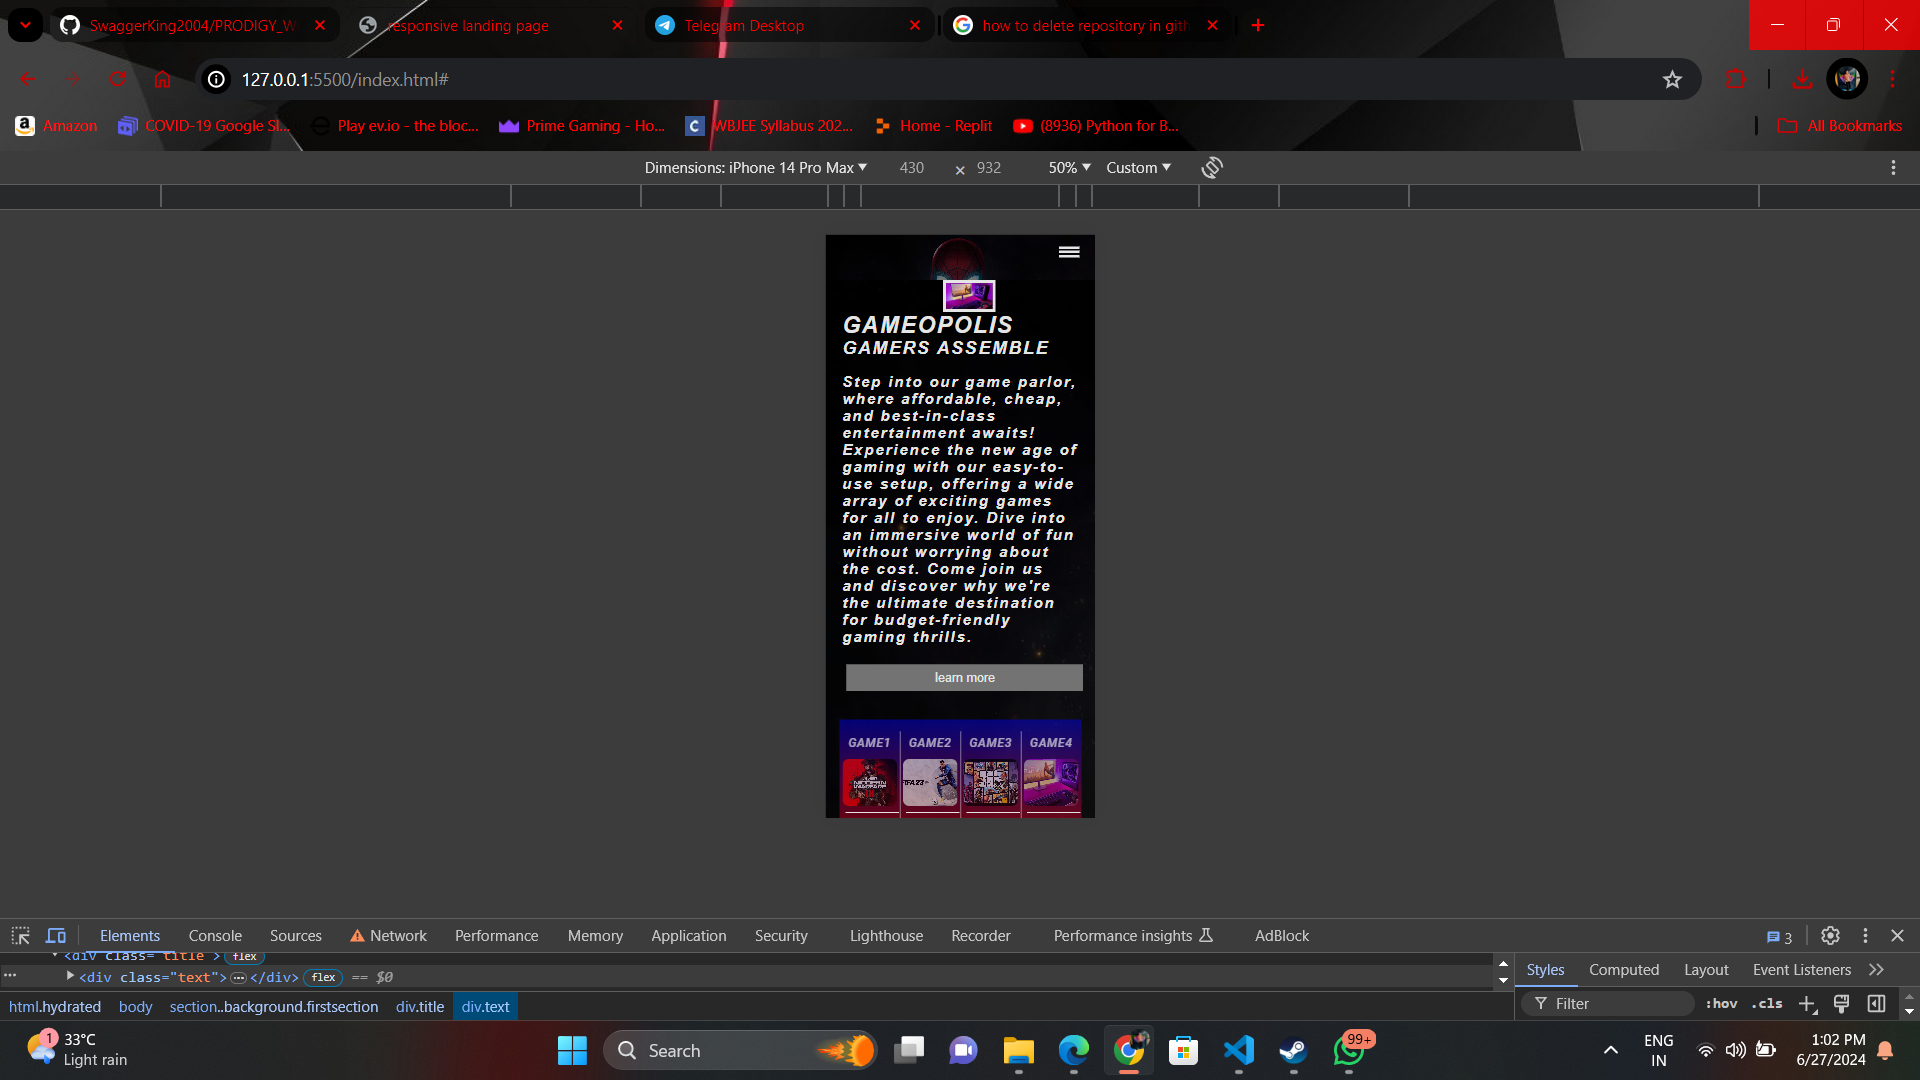 SwaggerKing2004/PRODIGY_W
responsive landing page
Telegram Desktop
how to delete repository in gith
127.0.0.1:5500/index.html#
Amazon
COVID-19 Google Sl...
Play ev.io - the bloc...
Prime Gaming - Ho...
WBJEE Syllabus 202...
Home - Replit
(8936) Python for B...
All Bookmarks
Dimensions: iPhone 14 Pro Max
430
×
932
50%
Custom
GAMEOPOLIS
GAMERS ASSEMBLE
Step into our game parlor,
where affordable, cheap,
and best-in-class
entertainment awaits!
Experience the new age of
gaming with our easy-to-
use setup, offering a wide
array of exciting games
for all to enjoy. Dive into
an immersive world of fun
without worrying about
the cost. Come join us
and discover why we're
the ultimate destination
for budget-friendly
gaming thrills.
learn more
GAME1
GAME2
GAME3
GAME4
Elements
Console
Sources
Network
Performance
Memory
Application
Security
Lighthouse
Recorder
Performance insights
AdBlock
3
<div class="title"> flex
<div class="text">…</div> flex == $0
html.hydrated
body
section..background.firstsection
div.title
div.text
Styles
Computed
Layout
Event Listeners
Filter
:hov
.cls
1
33°C
Light rain
Search
99+
ENG
IN
1:02 PM
6/27/2024